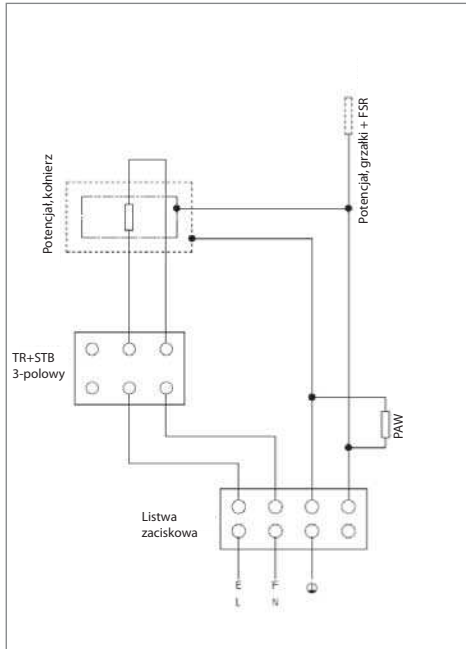 Potencjał, kołnierz
Potencjał, grzałki + FSR
TR+STB
3-polowy
PAW
Listwa
zaciskowa
E F
L N